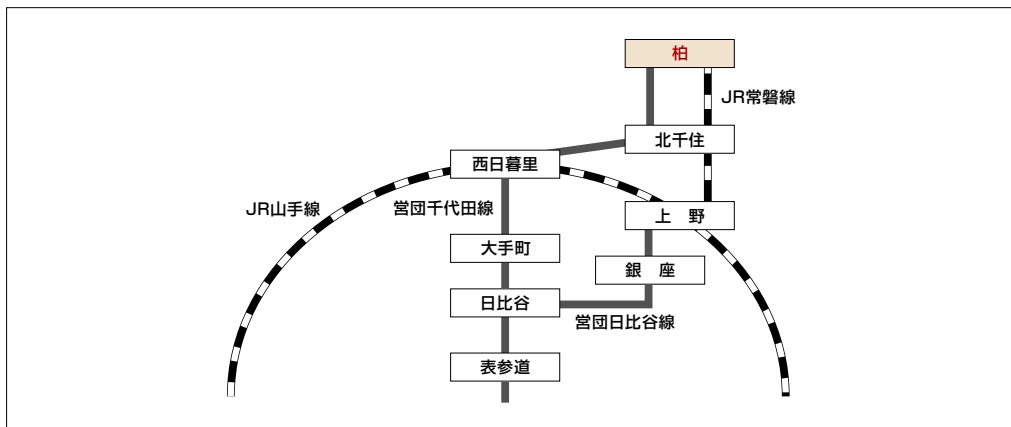 柏
JR常磐線
北千住
西日暮里
JR山手線
営団千代田線
上 野
大手町
銀 座
日比谷
営団日比谷線
表参道